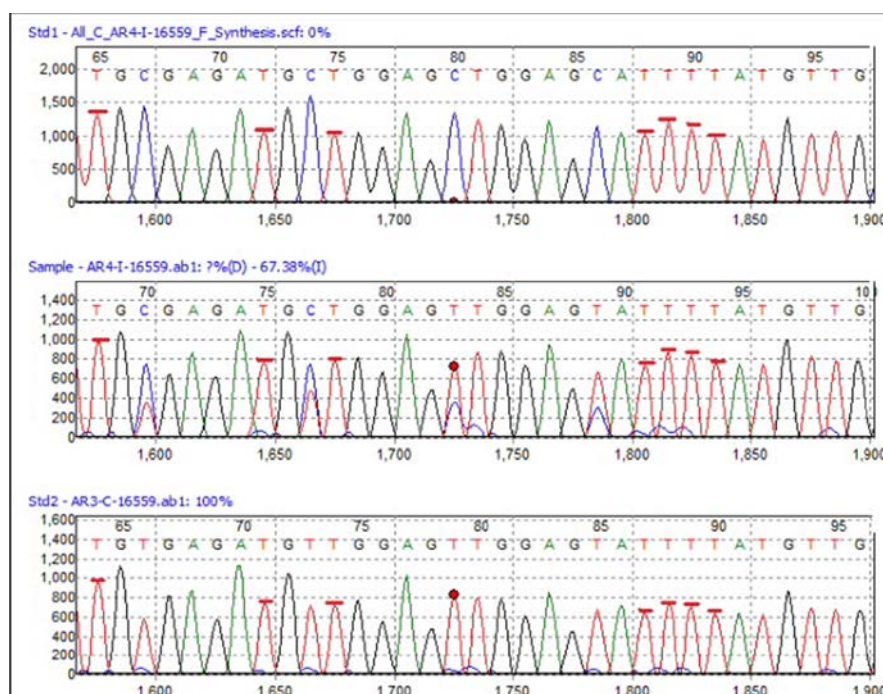 Std1 - All_C_AR4-I-16559_F_Synthesis.scf: 0%
65 70 75 80 85 90 95
T G C G A G A T G C T G G A G C T G G A G C A T T T T A T G T T G
2,000
1,500
1,000
500
0
1,600 1,650 1,700 1,750 1,800 1,850 1,900
Sample - AR4-I-16559.ab1: ?%(D) - 67.38%(I)
70 75 80 85 90 95 10
T G C G A G A T G C T G G A G T T G G A G T A T T T T A T G T T G
1,400
1,200
1,000
800
600
400
200
0
1,600 1,650 1,700 1,750 1,800 1,850 1,900
Std2 - AR3-C-16559.ab1: 100%
65 70 75 80 85 90 95
T G T G A G A T G T T G G A G T T G G A G T A T T T T A T G T T G
1,600
1,400
1,200
1,000
800
600
400
200
0
1,600 1,650 1,700 1,750 1,800 1,850 1,900